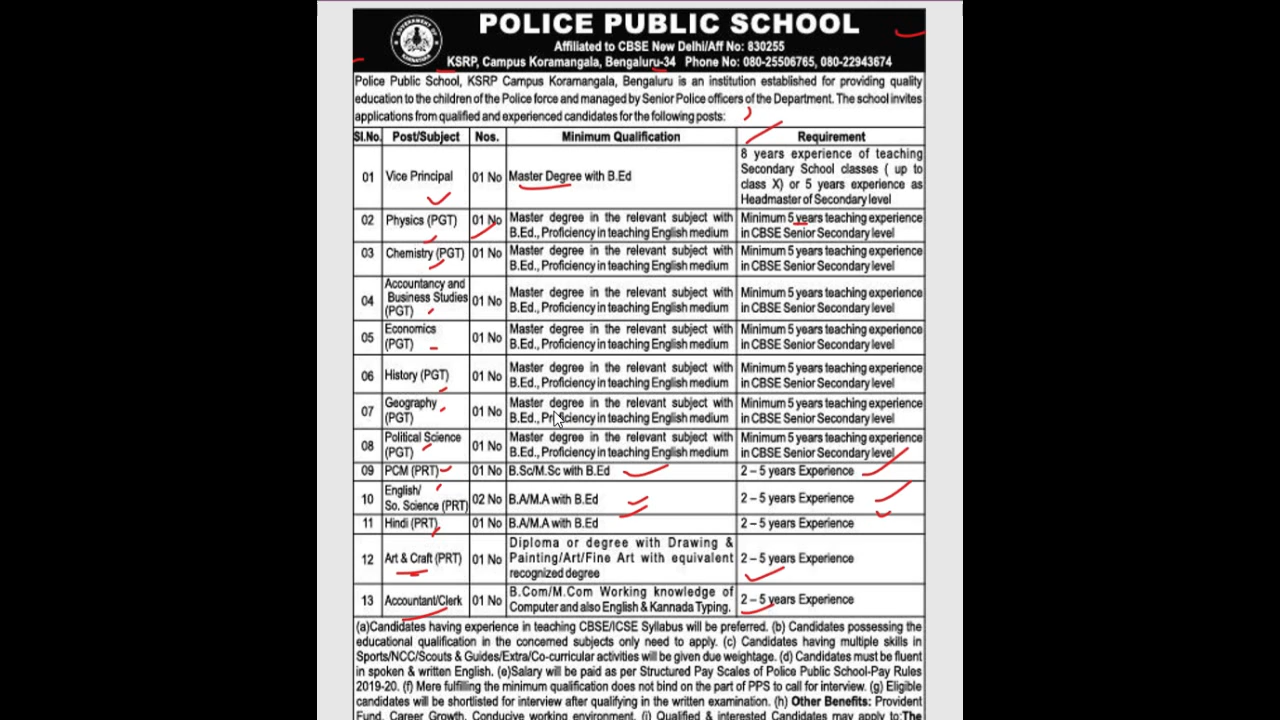 POLICE PUBLIC SCHOOL
Affiliated to CBSE New Delhi/Aff No: 830255
KSRP, Campus Koramangala, Bengaluru-34 Phone No: 080-25506765, 080-22943674
Police Public School, KSRP Campus Koramangala, Bengaluru is an institution established for providing quality
education to the children of the Police force and managed by Senior Police officers of the Department. The school invites
applications from qualified and experienced candidates for the following posts:
Sl.No. Post/Subject Nos. Minimum Qualification Requirement
01 Vice Principal 01 No Master Degree with B.Ed 8 years experience of teaching
Secondary School classes ( up to
class X) or 5 years experience as
Headmaster of Secondary level
02 Physics (PGT) 01 No Master degree in the relevant subject with Minimum 5 years teaching experience
B.Ed., Proficiency in teaching English medium in CBSE Senior Secondary level
03 Chemistry (PGT) 01 No Master degree in the relevant subject with Minimum 5 years teaching experience
B.Ed., Proficiency in teaching English medium in CBSE Senior Secondary level
04 Accountancy and
Business Studies
(PGT) 01 No Master degree in the relevant subject with Minimum 5 years teaching experience
B.Ed., Proficiency in teaching English medium in CBSE Senior Secondary level
05 Economics
(PGT) 01 No Master degree in the relevant subject with Minimum 5 years teaching experience
B.Ed., Proficiency in teaching English medium in CBSE Senior Secondary level
06 History (PGT) 01 No Master degree in the relevant subject with Minimum 5 years teaching experience
B.Ed., Proficiency in teaching English medium in CBSE Senior Secondary level
07 Geography
(PGT) 01 No Master degree in the relevant subject with Minimum 5 years teaching experience
B.Ed., Proficiency in teaching English medium in CBSE Senior Secondary level
08 Political Science
(PGT) 01 No Master degree in the relevant subject with Minimum 5 years teaching experience
B.Ed., Proficiency in teaching English medium in CBSE Senior Secondary level
09 PCM (PRT) 01 No B.Sc/M.Sc with B.Ed 2 – 5 years Experience
10 English/
So. Science (PRT) 02 No B.A/M.A with B.Ed 2 – 5 years Experience
11 Hindi (PRT) 01 No B.A/M.A with B.Ed 2 – 5 years Experience
12 Art & Craft (PRT) 01 No Diploma or degree with Drawing &
Painting/Art/Fine Art with equivalent
recognized degree 2 – 5 years Experience
13 Accountant/Clerk 01 No B.Com/M.Com Working knowledge of
Computer and also English & Kannada Typing. 2 – 5 years Experience
(a)Candidates having experience in teaching CBSE/ICSE Syllabus will be preferred. (b) Candidates possessing the
educational qualification in the concerned subjects only need to apply. (c) Candidates having multiple skills in
Sports/NCC/Scouts & Guides/Extra/Co-curricular activities will be given due weightage. (d) Candidates must be fluent
in spoken & written English. (e)Salary will be paid as per Structured Pay Scales of Police Public School-Pay Rules
2019-20. (f) Mere fulfilling the minimum qualification does not bind on the part of PPS to call for interview. (g) Eligible
candidates will be shortlisted for interview after qualifying in the written examination. (h) Other Benefits: Provident
Fund, Career Growth, Conducive working environment. (i) Qualified & interested Candidates may apply to:The